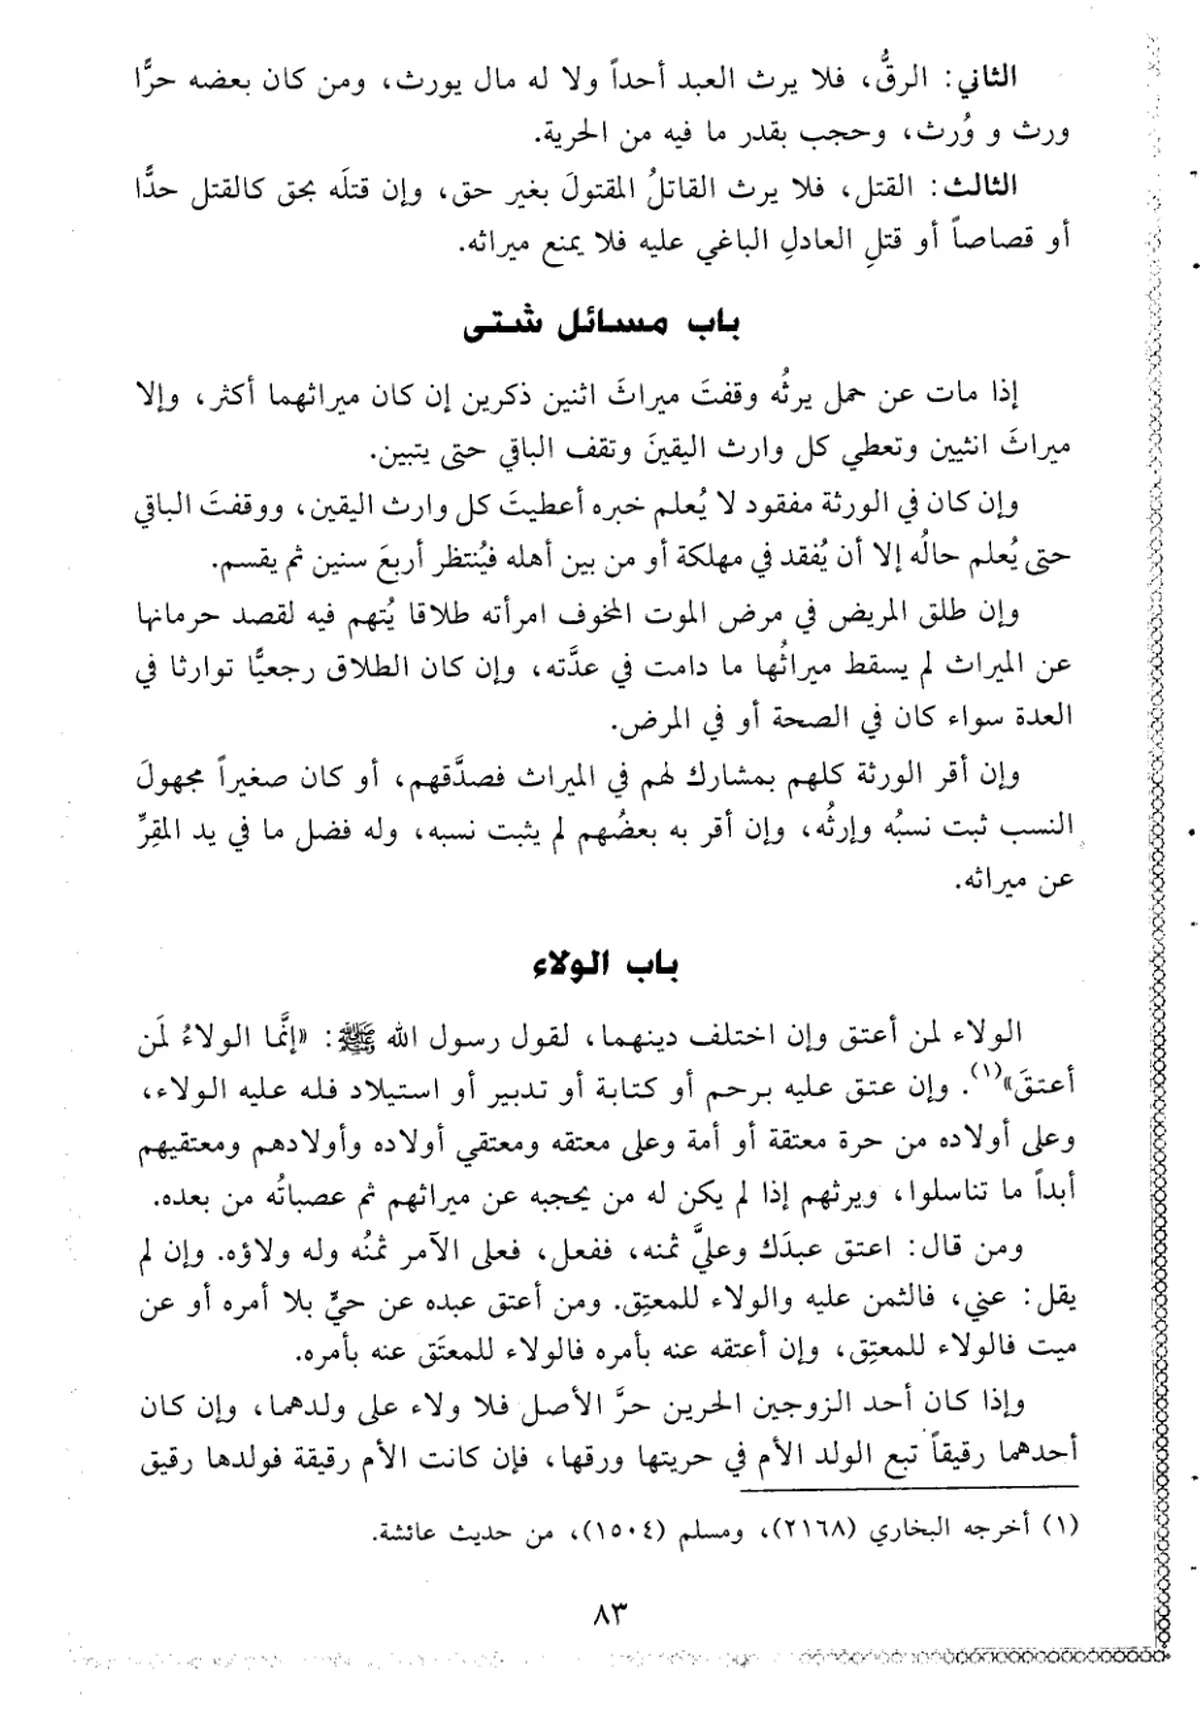 الثاني: الرقُّ، فلا يرث العبد أحداً ولا له مال يورث، ومن كان بعضه حرًّا
ورث و وُرث، وحجب بقدر ما فيه من الحرية.
الثالث: القتل، فلا يرث القاتلُ المقتولَ بغير حق، وإن قتلَه بحق كالقتل حدًّا
أو قصاصاً أو قتلِ العادلِ الباغي عليه فلا يمنع ميراثه.
باب مسائل شتى
إذا مات عن حمل يرثُه وقفتَ ميراثَ اثنين ذكرين إن كان ميراثهما أكثر، وإلا
ميراثَ انثيين وتعطي كل وارث اليقينَ وتقف الباقي حتى يتبين.
وإن كان في الورثة مفقود لا يُعلم خبره أعطيتَ كل وارث اليقين، ووقفتَ الباقي
حتى يُعلم حالُه إلا أن يُفقد في مهلكة أو من بين أهله فيُنتظر أربعَ سنين ثم يقسم.
وإن طلق المريض في مرض الموت المخوف امرأته طلاقا يُتهم فيه لقصد حرمانها
عن الميراث لم يسقط ميراثُها ما دامت في عدَّته، وإن كان الطلاق رجعيًّا توارثا في
العدة سواء كان في الصحة أو في المرض.
وإن أقر الورثة كلهم بمشارك لهم في الميراث فصدَّقهم، أو كان صغيراً مجهولَ
النسب ثبت نسبُه وإرثُه، وإن أقر به بعضُهم لم يثبت نسبه، وله فضل ما في يد المقِرِّ
عن ميراثه.
باب الولاء
الولاء لمن أعتق وإن اختلف دينهما، لقول رسول الله ﷺ: «إنَّما الولاءُ لمَن
أعتقَ»(١). وإن عتق عليه برحم أو كتابة أو تدبير أو استيلاد فله عليه الولاء،
وعلى أولاده من حرة معتقة أو أمة وعلى معتقه ومعتقي أولاده وأولادهم ومعتقيهم
أبداً ما تناسلوا، ويرثهم إذا لم يكن له من يحجبه عن ميراثهم ثم عصباتُه من بعده.
ومن قال: اعتق عبدَك وعليَّ ثمنه، ففعل، فعلى الآمر ثمنُه وله ولاؤه. وإن لم
يقل: عني، فالثمن عليه والولاء للمعتِق. ومن أعتق عبده عن حيٍّ بلا أمره أو عن
ميت فالولاء للمعتِق، وإن أعتقه عنه بأمره فالولاء للمعتَق عنه بأمره.
وإذا كان أحد الزوجين الحرين حرَّ الأصل فلا ولاء على ولدهما، وإن كان
أحدهما رقيقاً تبع الولد الأم في حريتها ورقها، فإن كانت الأم رقيقة فولدها رقيق
(١) أخرجه البخاري (٢١٦٨)، ومسلم (١٥٠٤)، من حديث عائشة.
٨٣